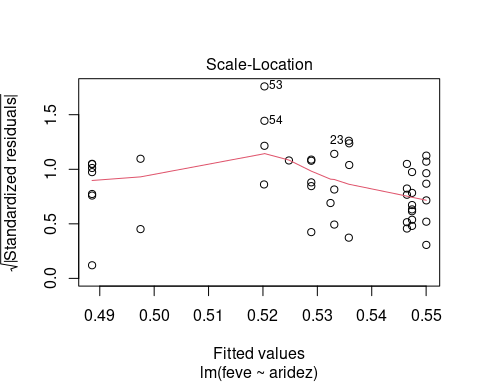 Scale-Location
√|Standardized residuals|
0.0 0.5 1.0 1.5
53
54
23
0.49 0.50 0.51 0.52 0.53 0.54 0.55
Fitted values
lm(feve ~ aridez)